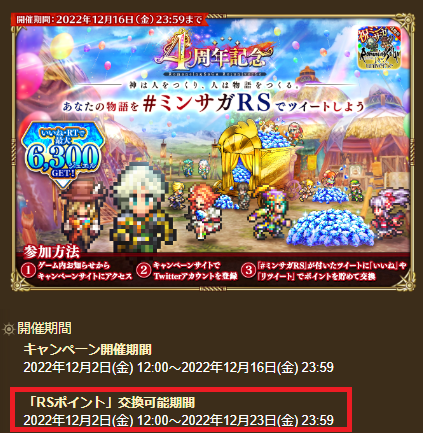 開催期間：2022年12月16日(金)23:59まで
4周年記念
Romancing SaGa Re;univerSe
神は人をつくり、人は物語をつくる。
あなたの物語を#ミンサガRSでツイートしよう
いいね・RTで
最大
6,300
ジュエル
GET!
参加方法
1 ゲーム内お知らせから
キャンペーンサイトにアクセス
2 キャンペーンサイトで
Twitterアカウントを登録
3 「#ミンサガRS」が付いたツイートに「いいね」や
「リツイート」でポイントを貯めて交換
開催期間
キャンペーン開催期間
2022年12月2日(金) 12:00～2022年12月16日(金) 23:59
「RSポイント」交換可能期間
2022年12月2日(金) 12:00～2022年12月23日(金) 23:59